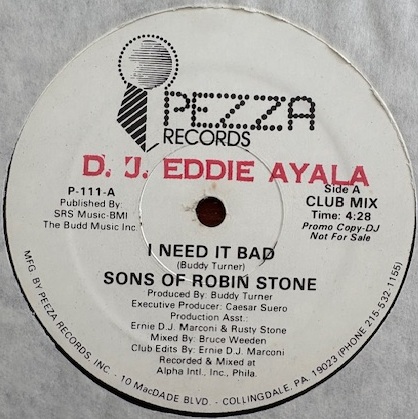 PEZZA
RECORDS
D. J. EDDIE AYALA
P-111-A
Published By:
SRS Music-BMI
The Budd Music Inc.
Side A
CLUB MIX
Time: 4:28
Promo Copy-DJ
Not For Sale
I NEED IT BAD
(Buddy Turner)
SONS OF ROBIN STONE
Produced By: Buddy Turner
Executive Producer: Caesar Suero
Production Asst.:
Ernie D.J. Marconi & Rusty Stone
Mixed By: Bruce Weeden
Club Edits By: Ernie D.J. Marconi
Recorded & Mixed at
Alpha Intl., Inc., Phila.
MFG. BY PEEZA RECORDS, INC. - 10 MacDADE BLVD. - COLLINGDALE, PA. 19023 (PHONE 215-532-1155)